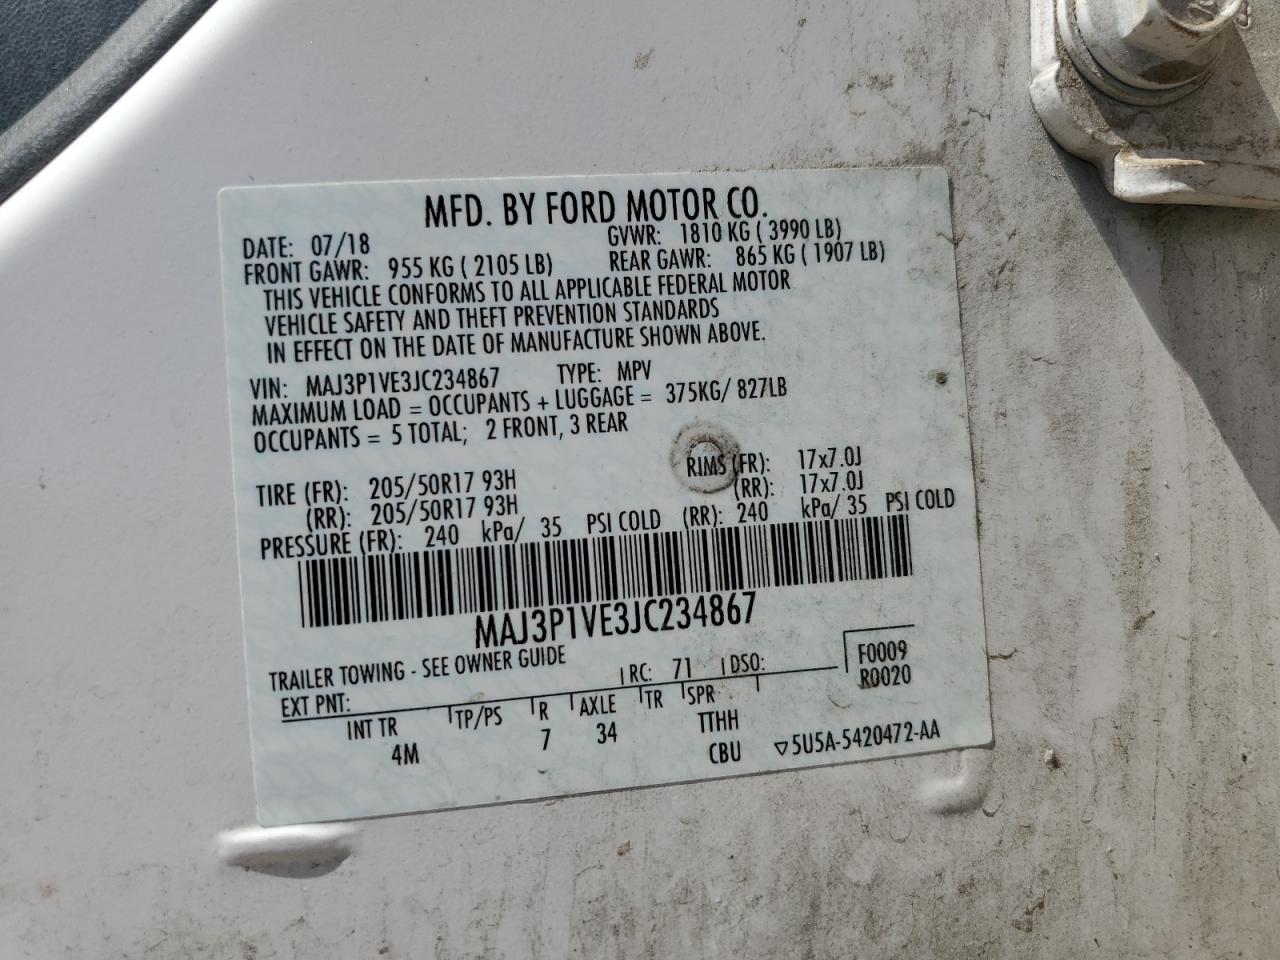 MFD. BY FORD MOTOR CO.
DATE: 07/18 GVWR: 1810 KG ( 3990 LB)
FRONT GAWR: 955 KG ( 2105 LB) REAR GAWR: 865 KG ( 1907 LB)
THIS VEHICLE CONFORMS TO ALL APPLICABLE FEDERAL MOTOR
VEHICLE SAFETY AND THEFT PREVENTION STANDARDS
IN EFFECT ON THE DATE OF MANUFACTURE SHOWN ABOVE.
VIN: MAJ3P1VE3JC234867 TYPE: MPV
MAXIMUM LOAD = OCCUPANTS + LUGGAGE = 375KG/ 827LB
OCCUPANTS = 5 TOTAL; 2 FRONT, 3 REAR
TIRE (FR): 205/50R17 93H RIMS (FR): 17x7.0J
(RR): 205/50R17 93H (RR): 17x7.0J
PRESSURE (FR): 240 kPa/ 35 PSI COLD (RR): 240 kPa/ 35 PSI COLD
MAJ3P1VE3JC234867
TRAILER TOWING - SEE OWNER GUIDE
EXT PNT: RC: 71 DSO: F0009
R0020
INT TR TP/PS R AXLE TR SPR
4M 7 34 TTHH
CBU ▽5U5A-5420472-AA